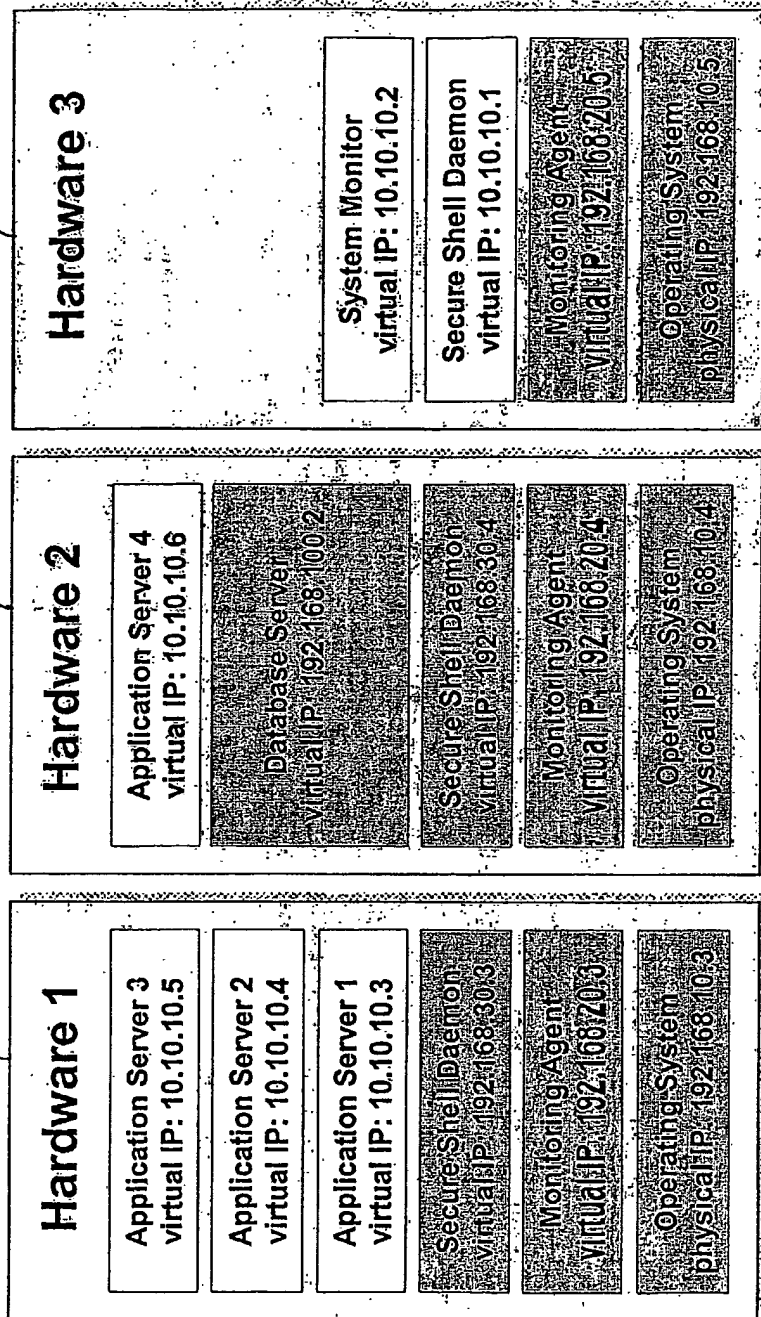 Hardware 1
Application Server 3
virtual IP: 10.10.10.5
Application Server 2
virtual IP: 10.10.10.4
Application Server 1
virtual IP: 10.10.10.3
Secure Shell Daemon
virtual IP: 192.168.30.3
Monitoring Agent
virtual IP: 192.168.20.3
Operating System
physical IP: 192.168.10.3
Hardware 2
Application Server 4
virtual IP: 10.10.10.6
Database Server
virtual IP: 192.168.100.2
Secure Shell Daemon
virtual IP: 192.168.30.4
Monitoring Agent
virtual IP: 192.168.20.4
Operating System
physical IP: 192.168.10.4
Hardware 3
System Monitor
virtual IP: 10.10.10.2
Secure Shell Daemon
virtual IP: 10.10.10.1
Monitoring Agent
virtual IP: 192.168.20.5
Operating System
physical IP: 192.168.10.5